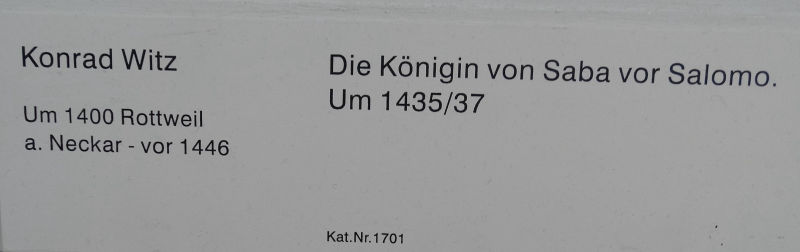 Konrad Witz
Um 1400 Rottweil
a. Neckar - vor 1446
Die Königin von Saba vor Salomo.
Um 1435/37
Kat.Nr.1701